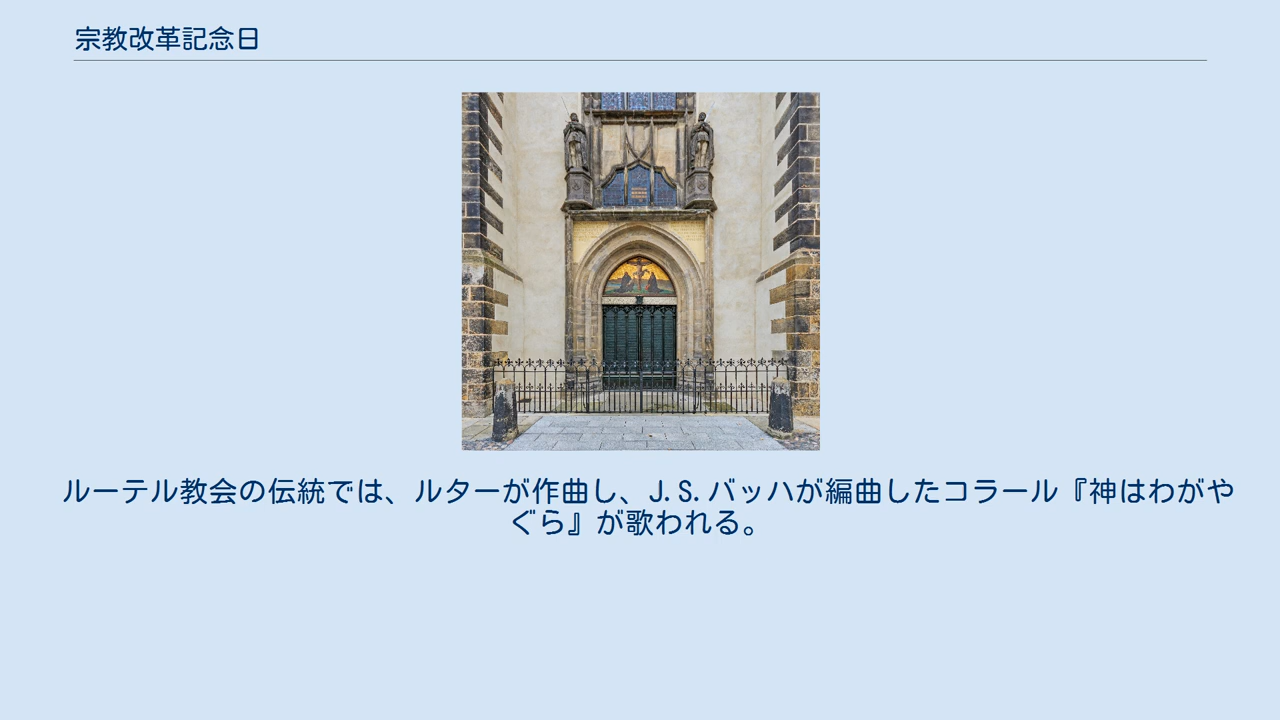 宗教改革記念日
ルーテル教会の伝統では、ルターが作曲し、J.S.バッハが編曲したコラール『神はわがや
ぐら』が歌われる。